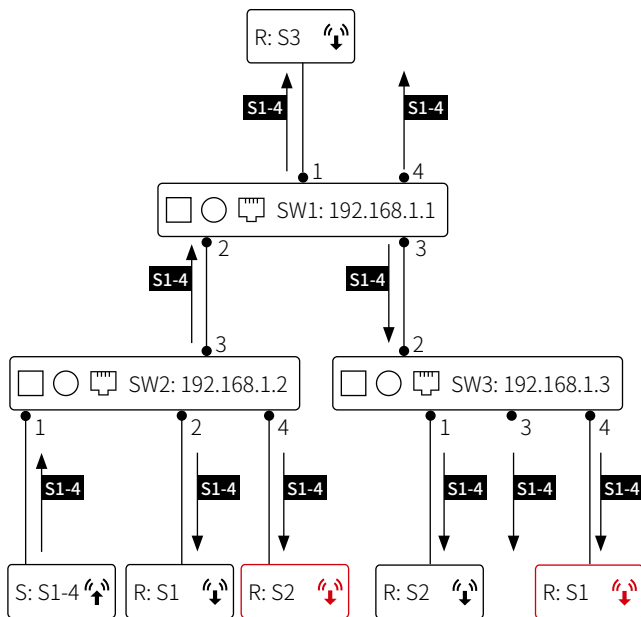 R: S3
S1-4
S1-4
1
4
SW1: 192.168.1.1
2
3
S1-4
S1-4
3
2
SW2: 192.168.1.2
SW3: 192.168.1.3
1
2
4
1
3
4
S1-4
S1-4
S1-4
S1-4
S1-4
S1-4
S: S1-4
R: S1
R: S2
R: S2
R: S1